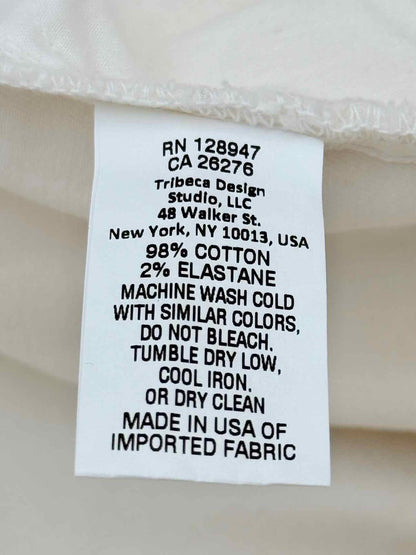 RN 128947
CA 26276
Tribeca Design
Studio, LLC
48 Walker St.
New York, NY 10013, USA
98% COTTON
2% ELASTANE
MACHINE WASH COLD
WITH SIMILAR COLORS,
DO NOT BLEACH.
TUMBLE DRY LOW,
COOL IRON.
OR DRY CLEAN
MADE IN USA OF
IMPORTED FABRIC